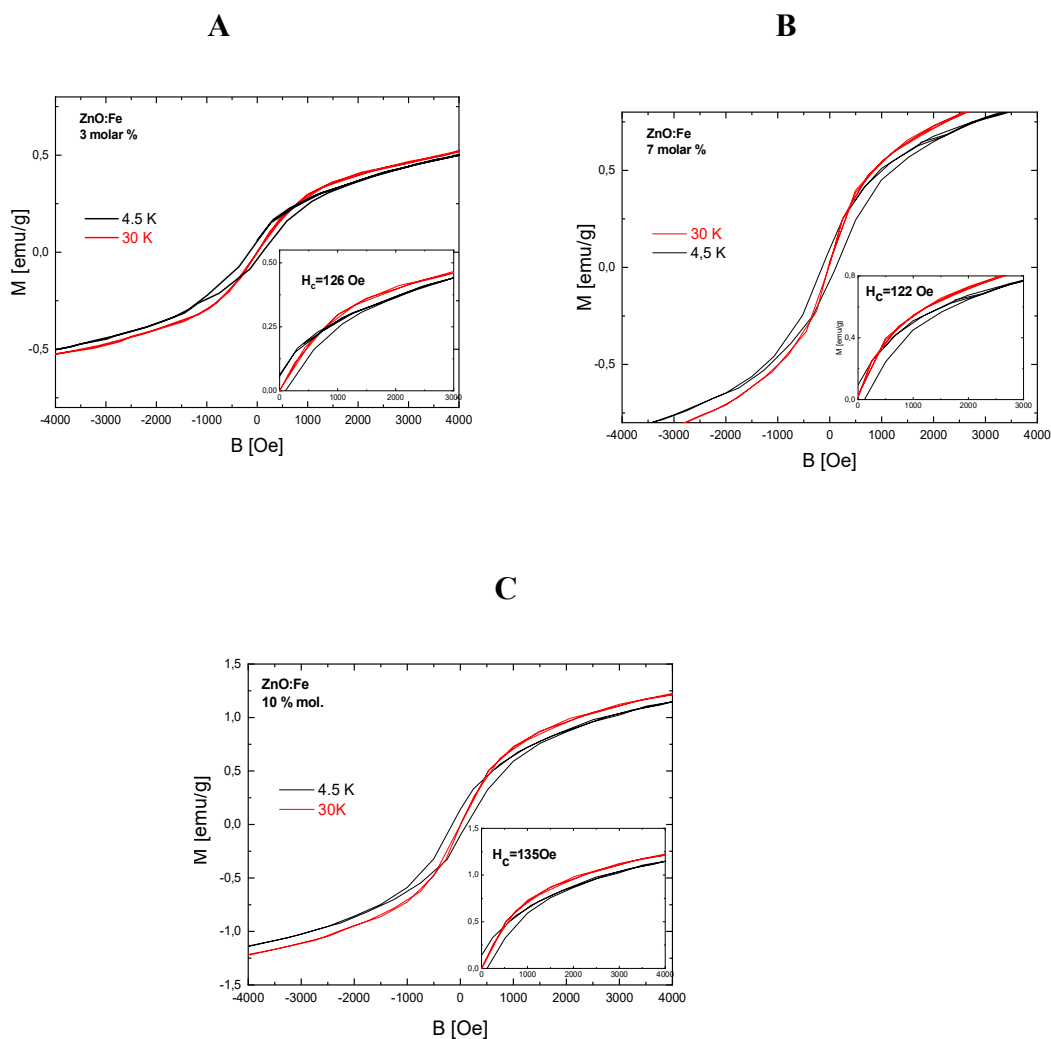 A
B
ZnO:Fe
3 molar %
0,5
0,0
-0,5
M [emu/g]
4.5 K
30 K
H_c=126 Oe
0,50
0,25
0,00
0 1000 2000 3000
-4000 -3000 -2000 -1000 0 1000 2000 3000 4000
B [Oe]
ZnO:Fe
7 molar %
0,5
0,0
-0,5
M [emu/g]
30 K
4,5 K
H_C=122 Oe
0,8
0,4
0,0
M [emu/g]
0 1000 2000 3000
-4000 -3000 -2000 -1000 0 1000 2000 3000 4000
B [Oe]
C
ZnO:Fe
10 % mol.
1,5
1,0
0,5
0,0
-0,5
-1,0
-1,5
M [emu/g]
4.5 K
30K
H_C=135Oe
1,5
1,0
0,5
0,0
0 1000 2000 3000 4000
-4000 -3000 -2000 -1000 0 1000 2000 3000 4000
B [Oe]